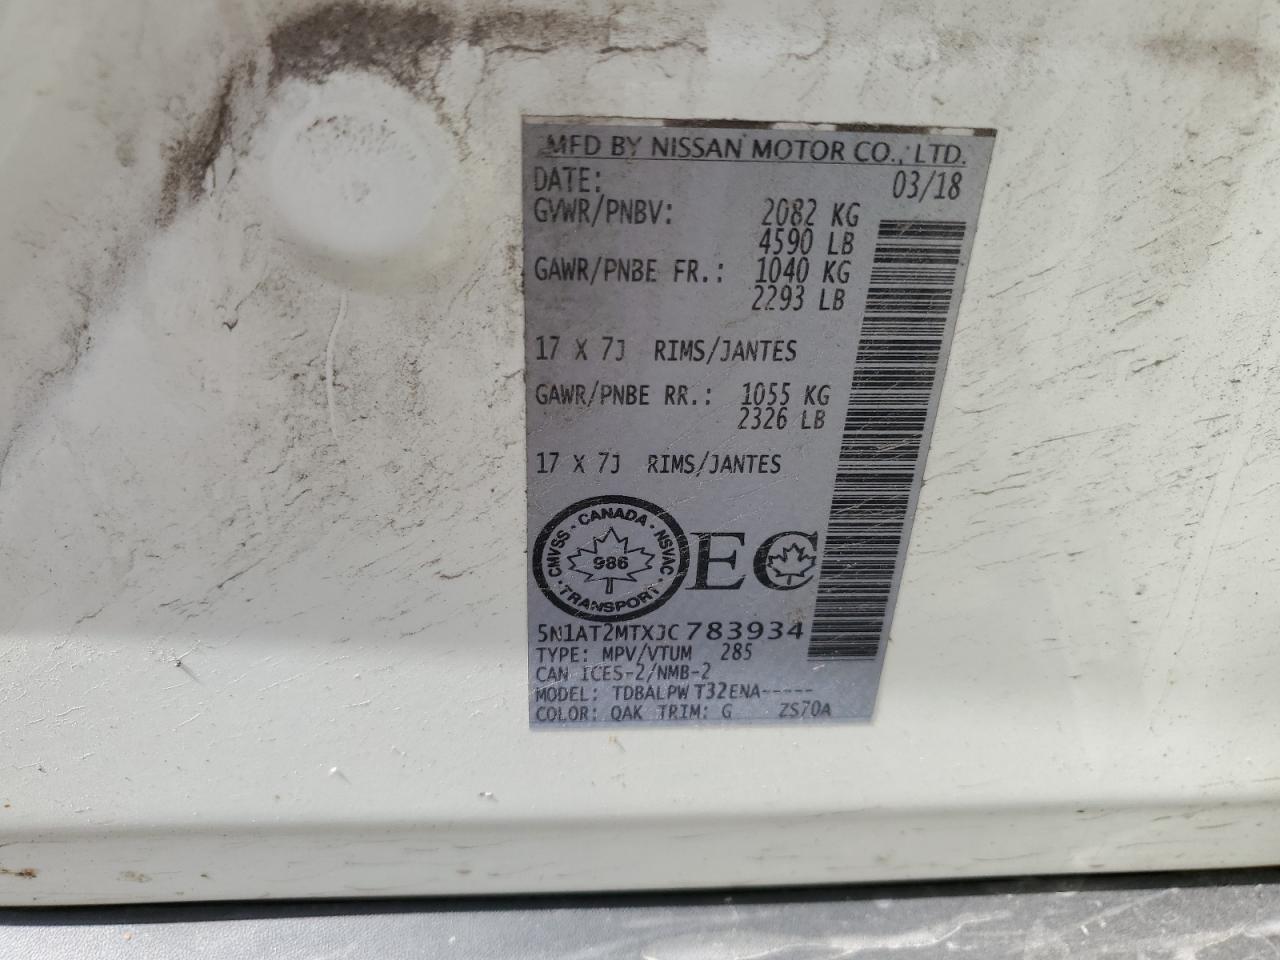 MFD BY NISSAN MOTOR CO., LTD.
DATE: 03/18
GVWR/PNBV: 2082 KG
4590 LB
GAWR/PNBE FR.: 1040 KG
2293 LB
17 X 7J RIMS/JANTES
GAWR/PNBE RR.: 1055 KG
2326 LB
17 X 7J RIMS/JANTES
CMVSS - CANADA - NSVAC
986
TRANSPORT
EC
5N1AT2MTXJC783934
TYPE: MPV/VTUM 285
CAN ICES-2/NMB-2
MODEL: TDBALPW T32ENA-----
COLOR: QAK TRIM: G ZS70A